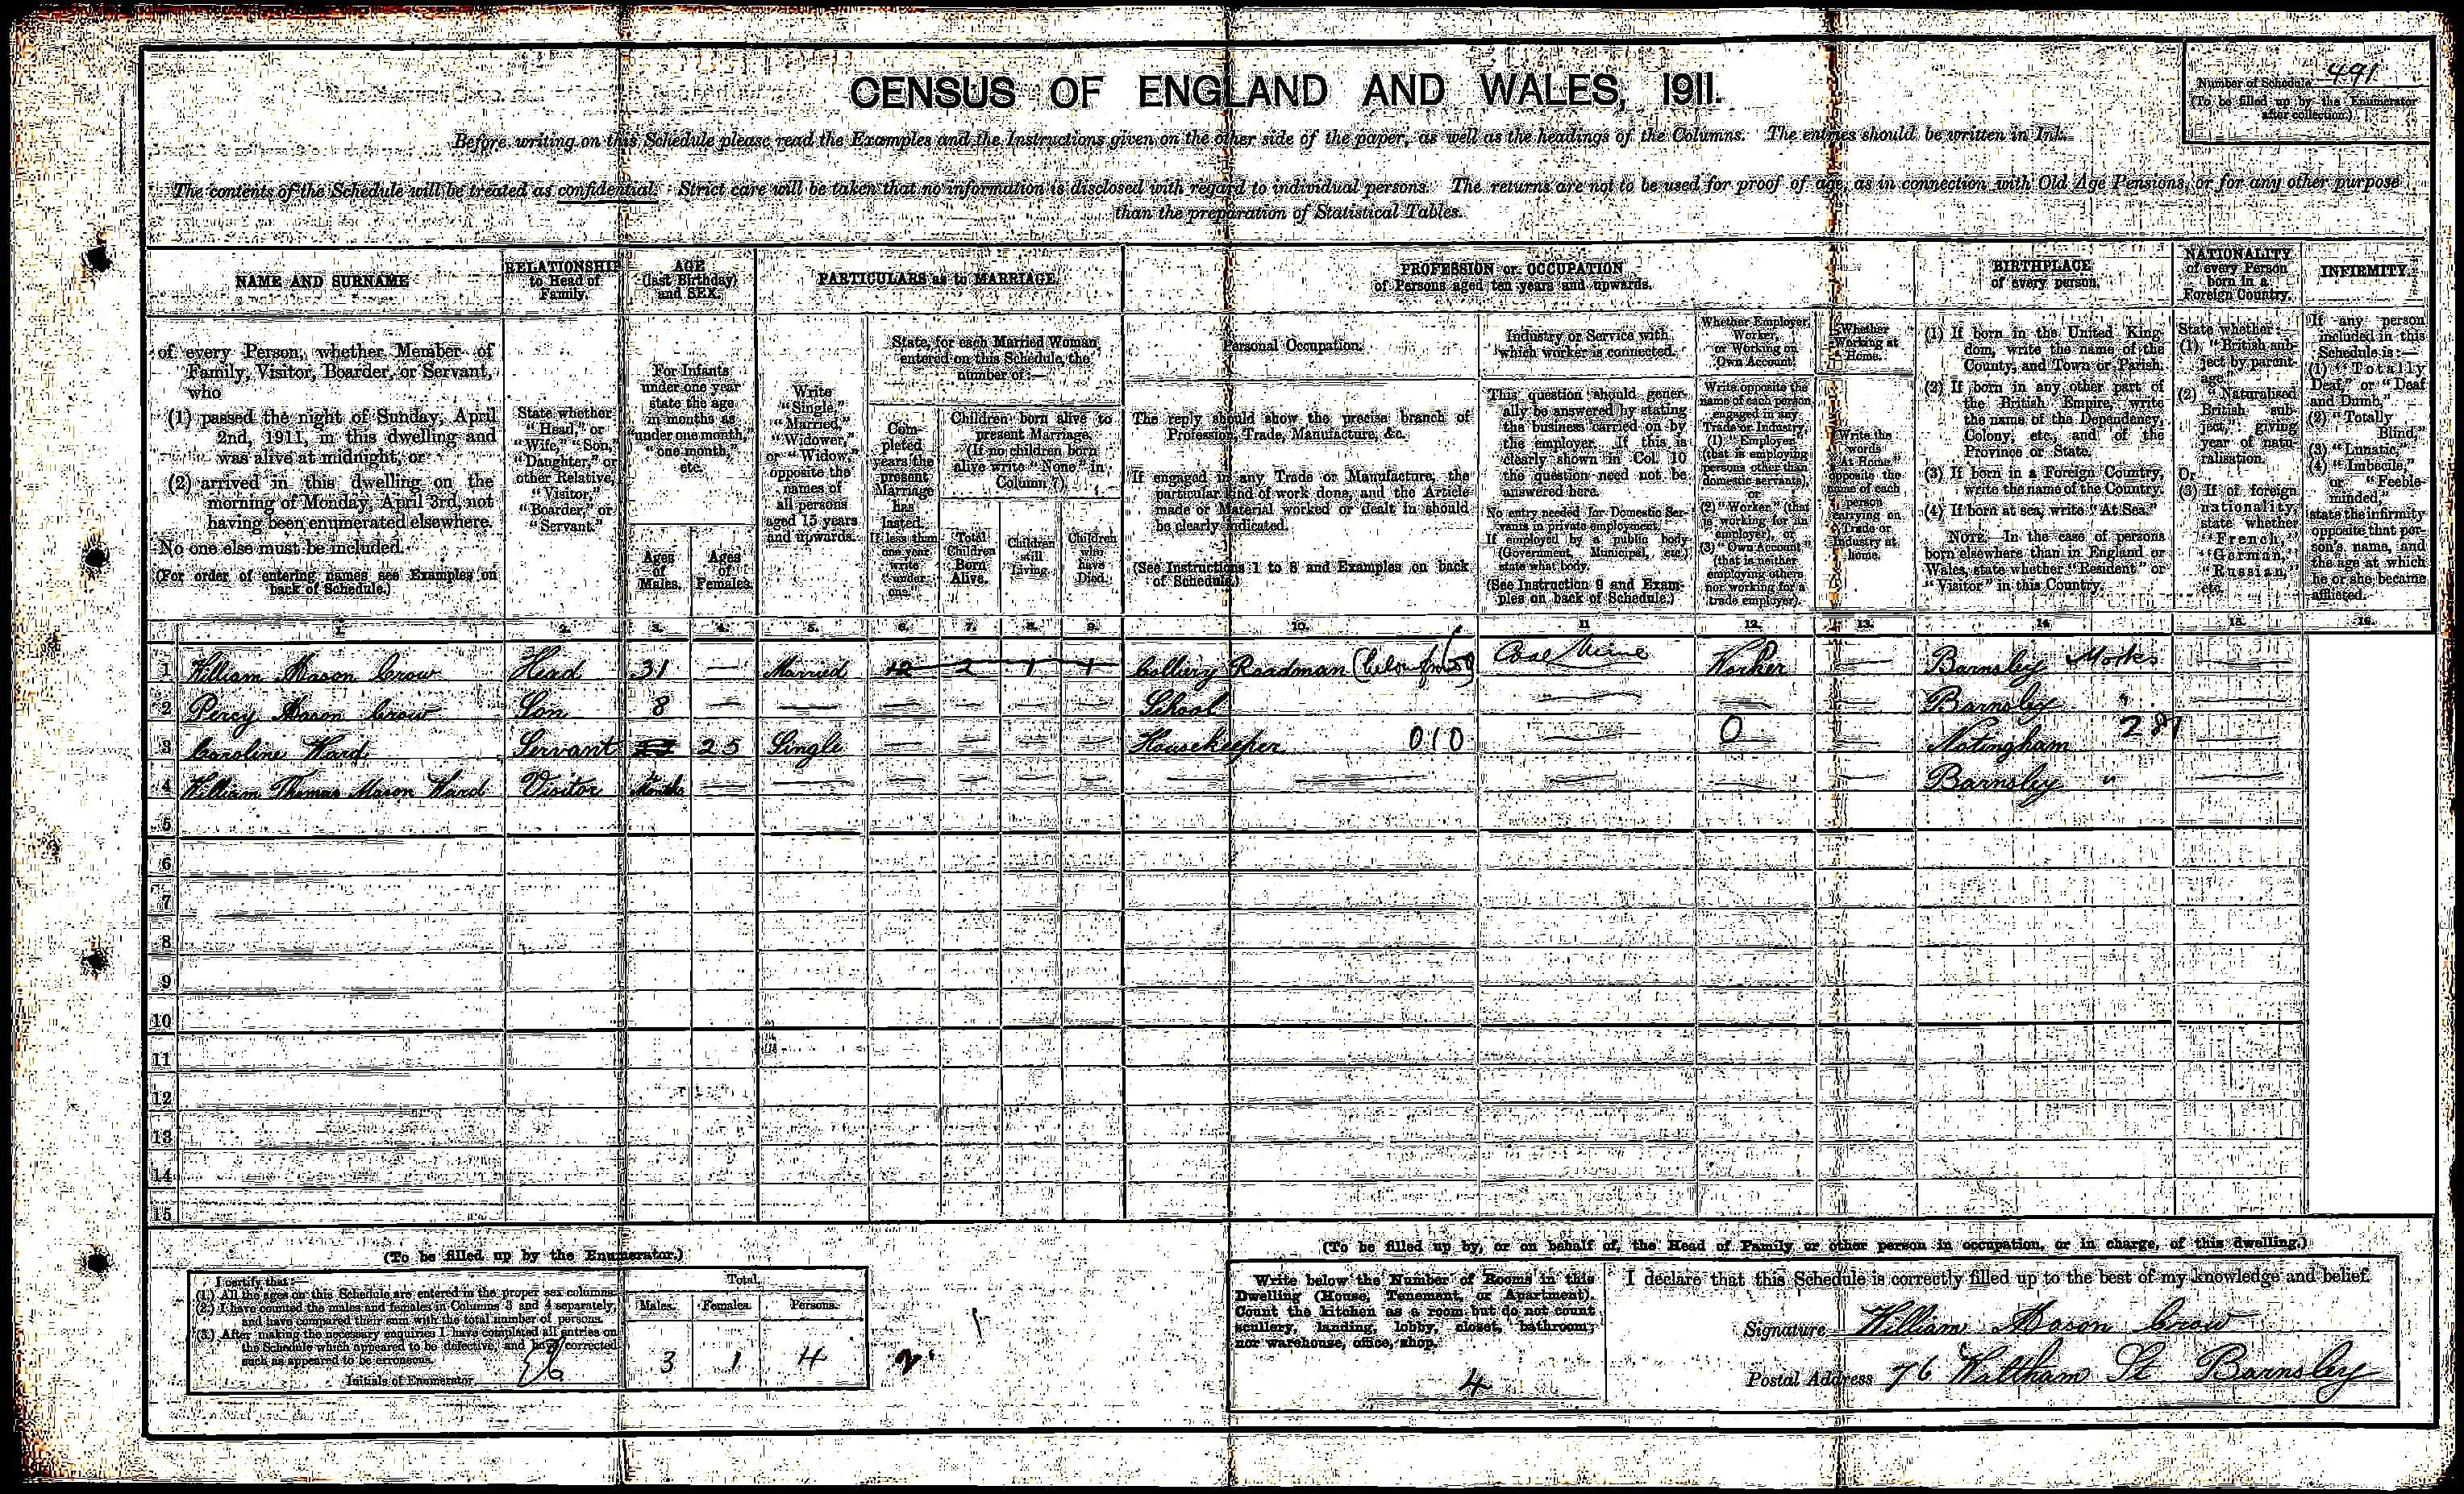 CENSUS OF ENGLAND AND WALES, 1911.
Number of Schedule 491
(To be filled up by the Enumerator
after collection.)
Before writing on this Schedule please read the Examples and the Instructions given on the other side of the paper, as well as the headings of the Columns. The entries should be written in Ink.
The contents of the Schedule will be treated as confidential. Strict care will be taken that no information is disclosed with regard to individual persons. The returns are not to be used for proof of age, as in connection with Old Age Pensions, or for any other purpose
than the preparation of Statistical Tables.
NAME AND SURNAME
RELATIONSHIP
to Head of
Family.
AGE
(last Birthday)
and SEX.
PARTICULARS as to MARRIAGE.
PROFESSION or OCCUPATION
of Persons aged ten years and upwards.
BIRTHPLACE
of every person.
NATIONALITY
of every Person
born in a
Foreign Country.
INFIRMITY.
of every Person, whether Member of
Family, Visitor, Boarder, or Servant,
who
(1) passed the night of Sunday, April
2nd, 1911, in this dwelling and
was alive at midnight, or
(2) arrived in this dwelling on the
morning of Monday, April 3rd, not
having been enumerated elsewhere.
No one else must be included.
(For order of entering names see Examples on
back of Schedule.)
State whether
"Head," or
"Wife," "Son,"
"Daughter," or
other Relative,
"Visitor,"
"Boarder," or
"Servant."
For Infants
under one year
state the age
in months as
"under one month,"
"one month,"
etc.
Ages
of
Males.
Ages
of
Females.
Write
"Single,"
"Married,"
"Widower,"
or "Widow,"
opposite the
names of
all persons
aged 15 years
and upwards.
State, for each Married Woman
entered on this Schedule, the
number of:—
Com-
pleted
years the
present
Marriage
has
lasted.
If less than
one year
write
"under
one."
Children born alive to
present Marriage.
(If no children born
alive write "None" in
Column 7).
Total
Children
Born
Alive.
Children
still
Living.
Children
who
have
Died.
Personal Occupation.
The reply should show the precise branch of
Profession, Trade, Manufacture, &c.
If engaged in any Trade or Manufacture, the
particular kind of work done, and the Article
made or Material worked or dealt in should
be clearly indicated.
(See Instructions 1 to 8 and Examples on back
of Schedule.)
Industry or Service with
which worker is connected.
This question should gener-
ally be answered by stating
the business carried on by
the employer. If this is
clearly shown in Col. 10
the question need not be
answered here.
No entry needed for Domestic Ser-
vants in private employment.
If employed by a public body
(Government, Municipal, etc.)
state what body.
(See Instruction 9 and Exam-
ples on back of Schedule.)
Whether Employer,
Worker,
or Working on
Own Account.
Write opposite the
name of each person
engaged in any
Trade or Industry,
(1) "Employer"
(that is employing
persons other than
domestic servants),
or
(2) "Worker" (that
is working for an
employer), or
(3) "Own Account"
(that is neither
employing others
nor working for a
trade employer).
Whether
Working at
Home.
Write the
words
"At Home"
opposite the
name of each
person
carrying on
Trade or
Industry at
home.
(1) If born in the United King-
dom, write the name of the
County, and Town or Parish.
(2) If born in any other part of
the British Empire, write
the name of the Dependency,
Colony, etc., and of the
Province or State.
(3) If born in a Foreign Country,
write the name of the Country.
(4) If born at sea, write "At Sea."
NOTE.—In the case of persons
born elsewhere than in England or
Wales, state whether "Resident" or
"Visitor" in this Country.
State whether:—
(1) "British sub-
ject by parent-
age."
(2) "Naturalised
British sub-
ject," giving
year of natu-
ralisation.
Or
(3) If of foreign
nationality,
state whether
"French,"
"German,"
"Russian,"
etc.
If any person
included in this
Schedule is:—
(1) "Totally
Deaf," or "Deaf
and Dumb,"
(2) "Totally
Blind,"
(3) "Lunatic,"
(4) "Imbecile,"
or "Feeble-
minded,"
state the infirmity
opposite that per-
son's name, and
the age at which
he or she became
afflicted.
1. 2. 3. 4. 5. 6. 7. 8. 9. 10. 11 12. 13. 14. 15. 16.
1 William Mason Crow Head 31 — Married 12 2 1 1 Colliery Roadman (below Coal Mine Worker — Barnsley Yorks —
2 Percy Mason Crow Son 8 — — — — — — School — — — Barnsley " —
3 Caroline Ward Servant 25 Single — — — — Housekeeper 010 — 0 — Notingham 287 —
4 William Thomas Mason Ward Visitor Months — — — — — — — — — — Barnsley " —
5
6
7
8
9
10
11
12
13
14
15
(To be filled up by the Enumerator.)
I certify that:—
(1.) All the ages on this Schedule are entered in the proper sex columns.
(2.) I have counted the males and females in Columns 3 and 4 separately,
and have compared their sum with the total number of persons.
(3.) After making the necessary enquiries I have completed all entries on
the Schedule which appeared to be defective, and have corrected
such as appeared to be erroneous.
Initials of Enumerator
Total.
Males. Females. Persons.
3 1 4
(To be filled up by, or on behalf of, the Head of Family or other person in occupation, or in charge, of this dwelling.)
Write below the Number of Rooms in this
Dwelling (House, Tenement, or Apartment).
Count the kitchen as a room but do not count
scullery, landing, lobby, closet, bathroom;
nor warehouse, office, shop.
4
I declare that this Schedule is correctly filled up to the best of my knowledge and belief.
Signature William Mason Crow
Postal Address 76 Waltham St Barnsley